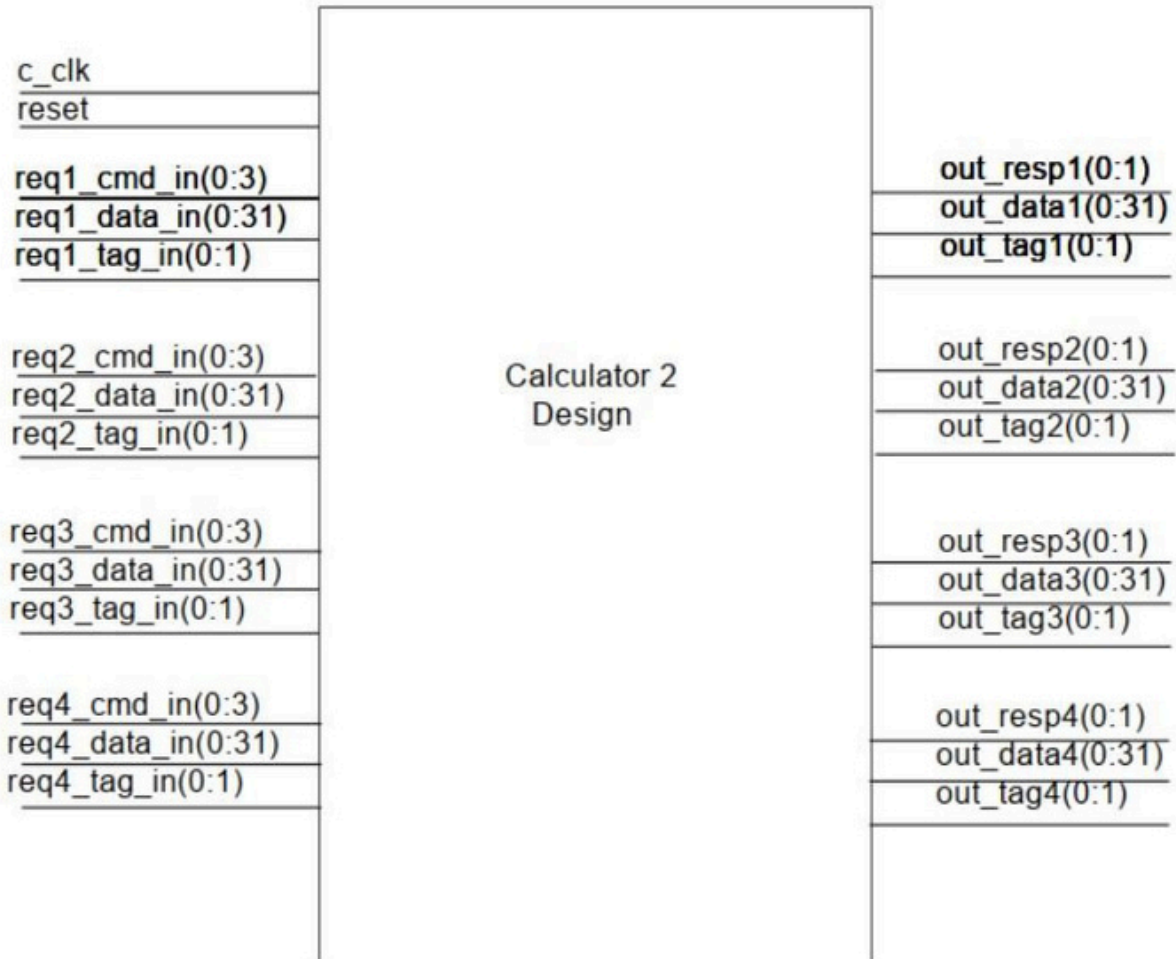 c_clk
reset
req1_cmd_in(0:3)
req1_data_in(0:31)
req1_tag_in(0:1)
req2_cmd_in(0:3)
req2_data_in(0:31)
req2_tag_in(0:1)
req3_cmd_in(0:3)
req3_data_in(0:31)
req3_tag_in(0:1)
req4_cmd_in(0:3)
req4_data_in(0:31)
req4_tag_in(0:1)
Calculator 2
Design
out_resp1(0:1)
out_data1(0:31)
out_tag1(0:1)
out_resp2(0:1)
out_data2(0:31)
out_tag2(0:1)
out_resp3(0:1)
out_data3(0:31)
out_tag3(0:1)
out_resp4(0:1)
out_data4(0:31)
out_tag4(0:1)